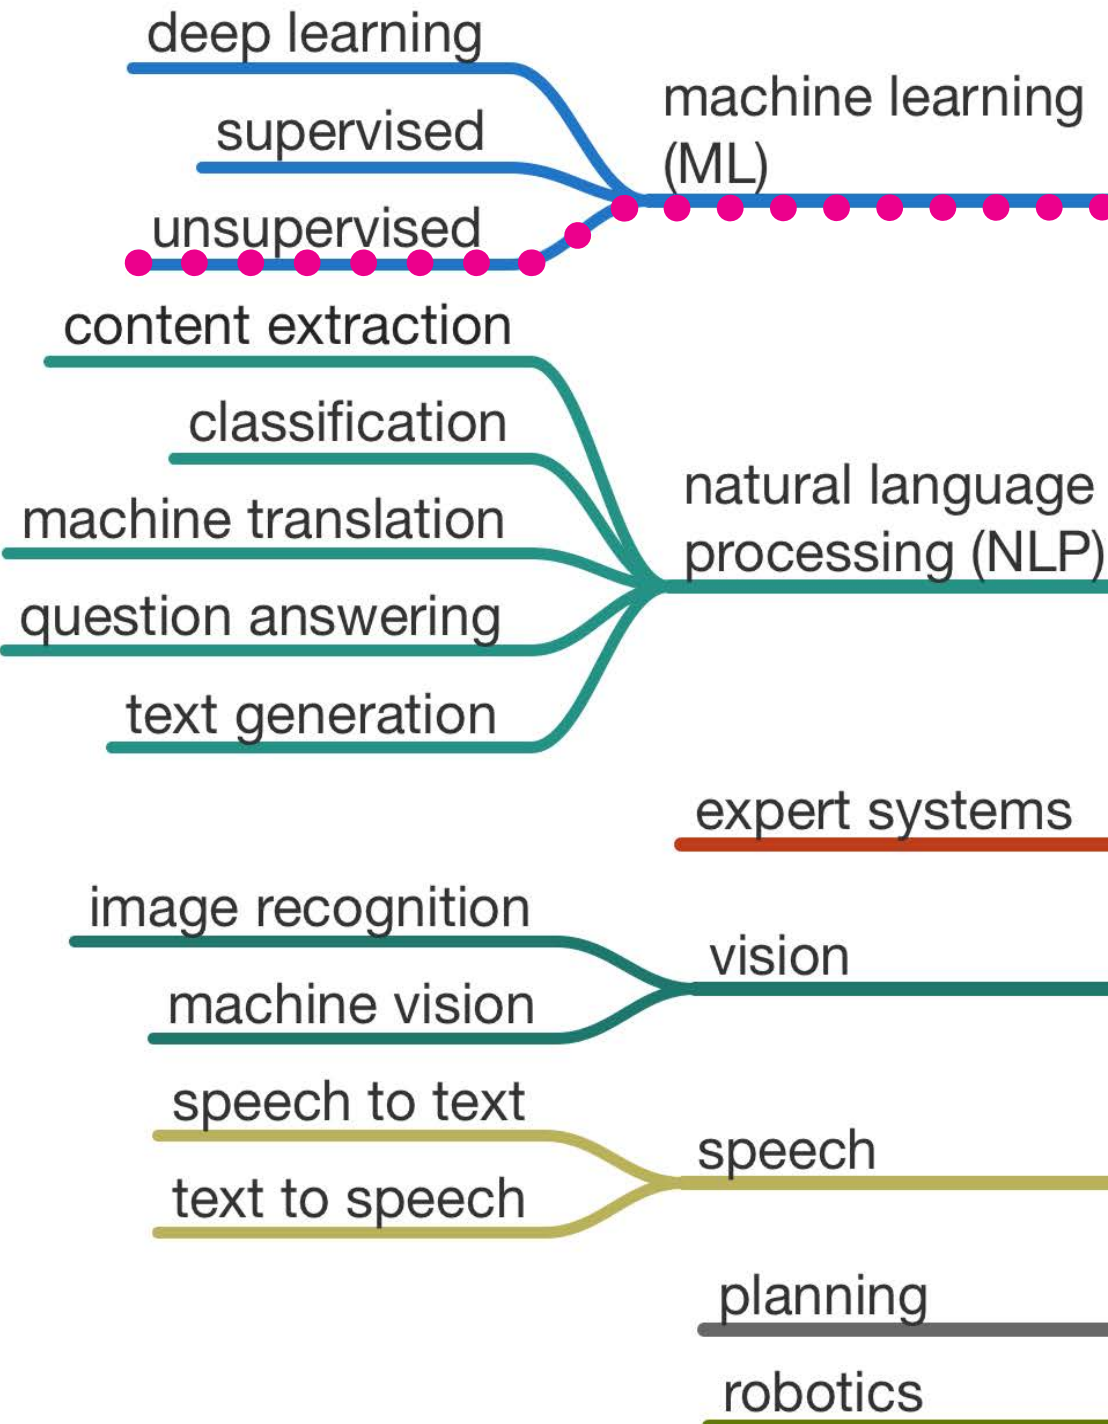 deep learning
supervised
unsupervised
machine learning
(ML)
content extraction
classification
machine translation
question answering
text generation
natural language
processing (NLP)
expert systems
image recognition
machine vision
vision
speech to text
text to speech
speech
planning
robotics